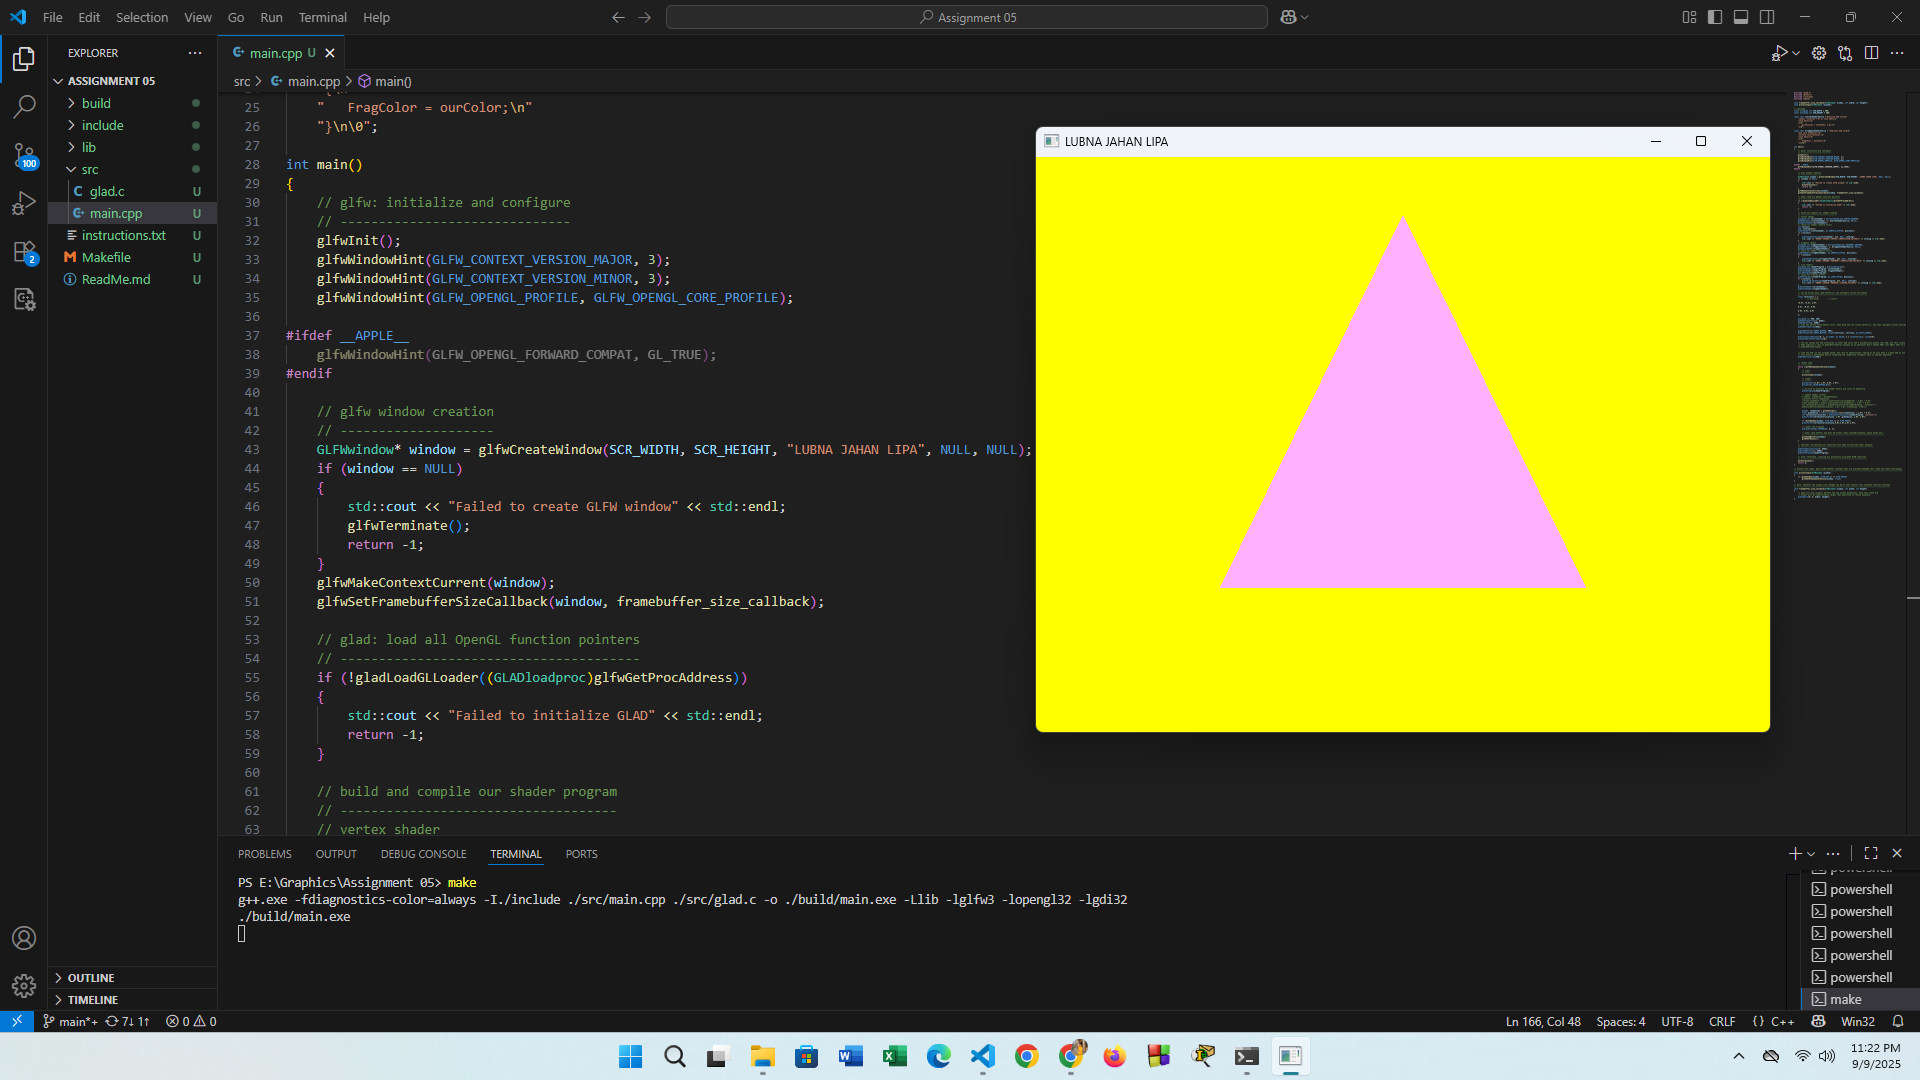 File Edit Selection View Go Run Terminal Help
Assignment 05
EXPLORER
ASSIGNMENT 05
build
include
lib
src
glad.c U
main.cpp U
instructions.txt U
Makefile U
ReadMe.md U
OUTLINE
TIMELINE
100
2
main.cpp U
src > main.cpp > main()
25 "   FragColor = ourColor;\n"
26 "}\n\0";
27
28 int main()
29 {
30 // glfw: initialize and configure
31 // ------------------------------
32 glfwInit();
33 glfwWindowHint(GLFW_CONTEXT_VERSION_MAJOR, 3);
34 glfwWindowHint(GLFW_CONTEXT_VERSION_MINOR, 3);
35 glfwWindowHint(GLFW_OPENGL_PROFILE, GLFW_OPENGL_CORE_PROFILE);
36
37 #ifdef __APPLE__
38 glfwWindowHint(GLFW_OPENGL_FORWARD_COMPAT, GL_TRUE);
39 #endif
40
41 // glfw window creation
42 // --------------------
43 GLFWwindow* window = glfwCreateWindow(SCR_WIDTH, SCR_HEIGHT, "LUBNA JAHAN LIPA", NULL, NULL);
44 if (window == NULL)
45 {
46 std::cout << "Failed to create GLFW window" << std::endl;
47 glfwTerminate();
48 return -1;
49 }
50 glfwMakeContextCurrent(window);
51 glfwSetFramebufferSizeCallback(window, framebuffer_size_callback);
52
53 // glad: load all OpenGL function pointers
54 // ---------------------------------------
55 if (!gladLoadGLLoader((GLADloadproc)glfwGetProcAddress))
56 {
57 std::cout << "Failed to initialize GLAD" << std::endl;
58 return -1;
59 }
60
61 // build and compile our shader program
62 // ------------------------------------
63 // vertex shader
LUBNA JAHAN LIPA
PROBLEMS OUTPUT DEBUG CONSOLE TERMINAL PORTS
PS E:\Graphics\Assignment 05> make
g++.exe -fdiagnostics-color=always -I./include ./src/main.cpp ./src/glad.c -o ./build/main.exe -Llib -lglfw3 -lopengl32 -lgdi32
./build/main.exe
powershell
powershell
powershell
powershell
powershell
powershell
make
main*+ 7↓ 1↑ 0 0
Ln 166, Col 48 Spaces: 4 UTF-8 CRLF {} C++ Win32
11:22 PM
9/9/2025